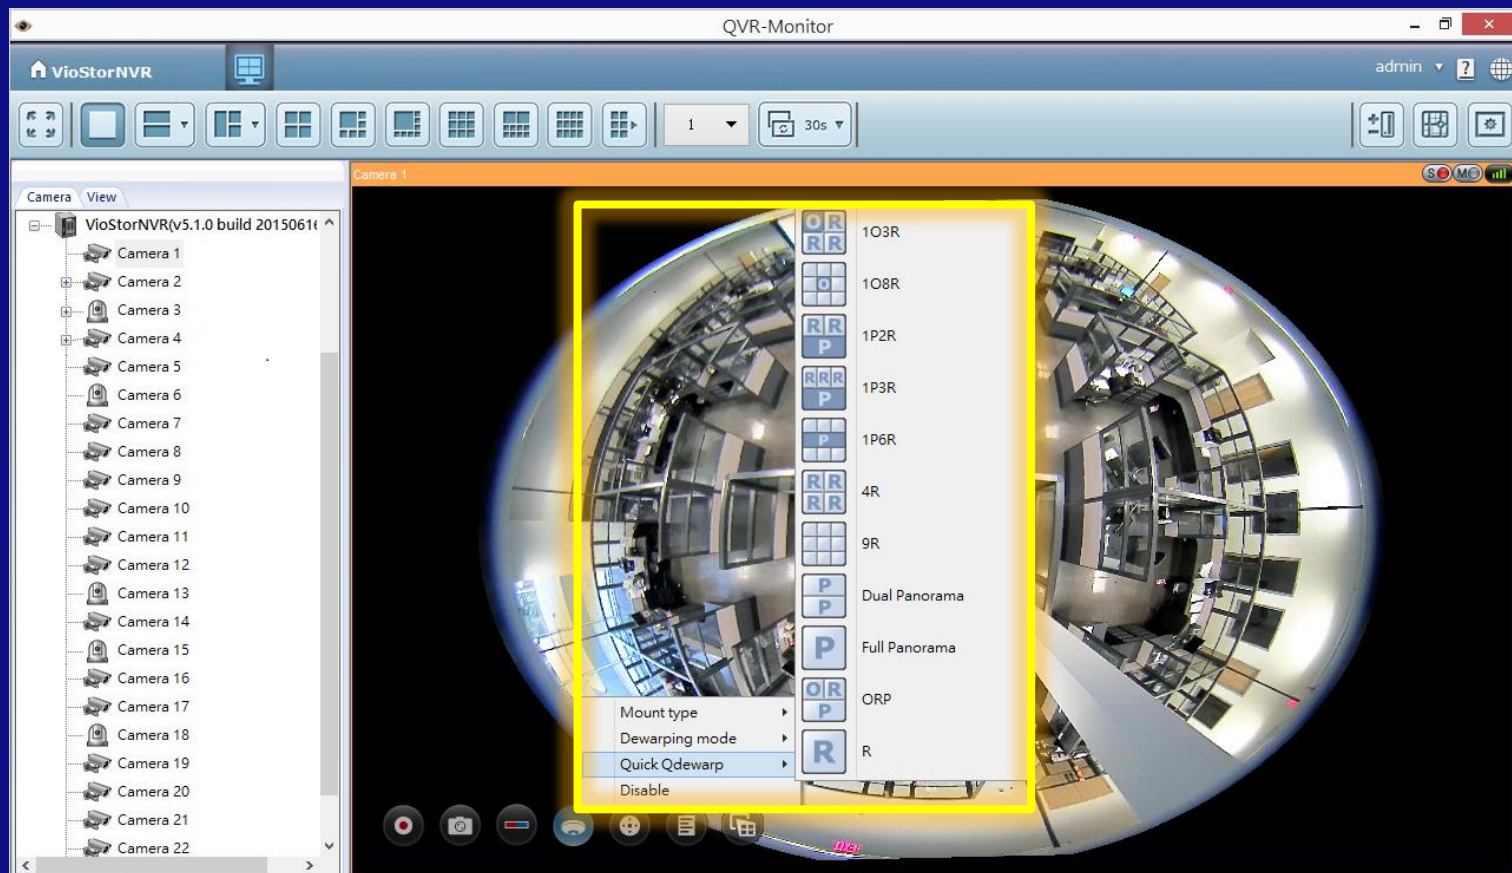 QVR-Monitor
VioStorNVR
admin
?
1
30s
Camera 1
S
M
Camera View
VioStorNVR(v5.1.0 build 2015061
Camera 1
Camera 2
Camera 3
Camera 4
Camera 5
Camera 6
Camera 7
Camera 8
Camera 9
Camera 10
Camera 11
Camera 12
Camera 13
Camera 14
Camera 15
Camera 16
Camera 17
Camera 18
Camera 19
Camera 20
Camera 21
Camera 22
Mount type
Dewarping mode
Quick Qdewarp
Disable
O R
R R
1O3R
O
1O8R
R R
P
1P2R
R R R
P
1P3R
P
1P6R
R R
R R
4R
9R
P
P
Dual Panorama
P
Full Panorama
O R
P
ORP
R
R